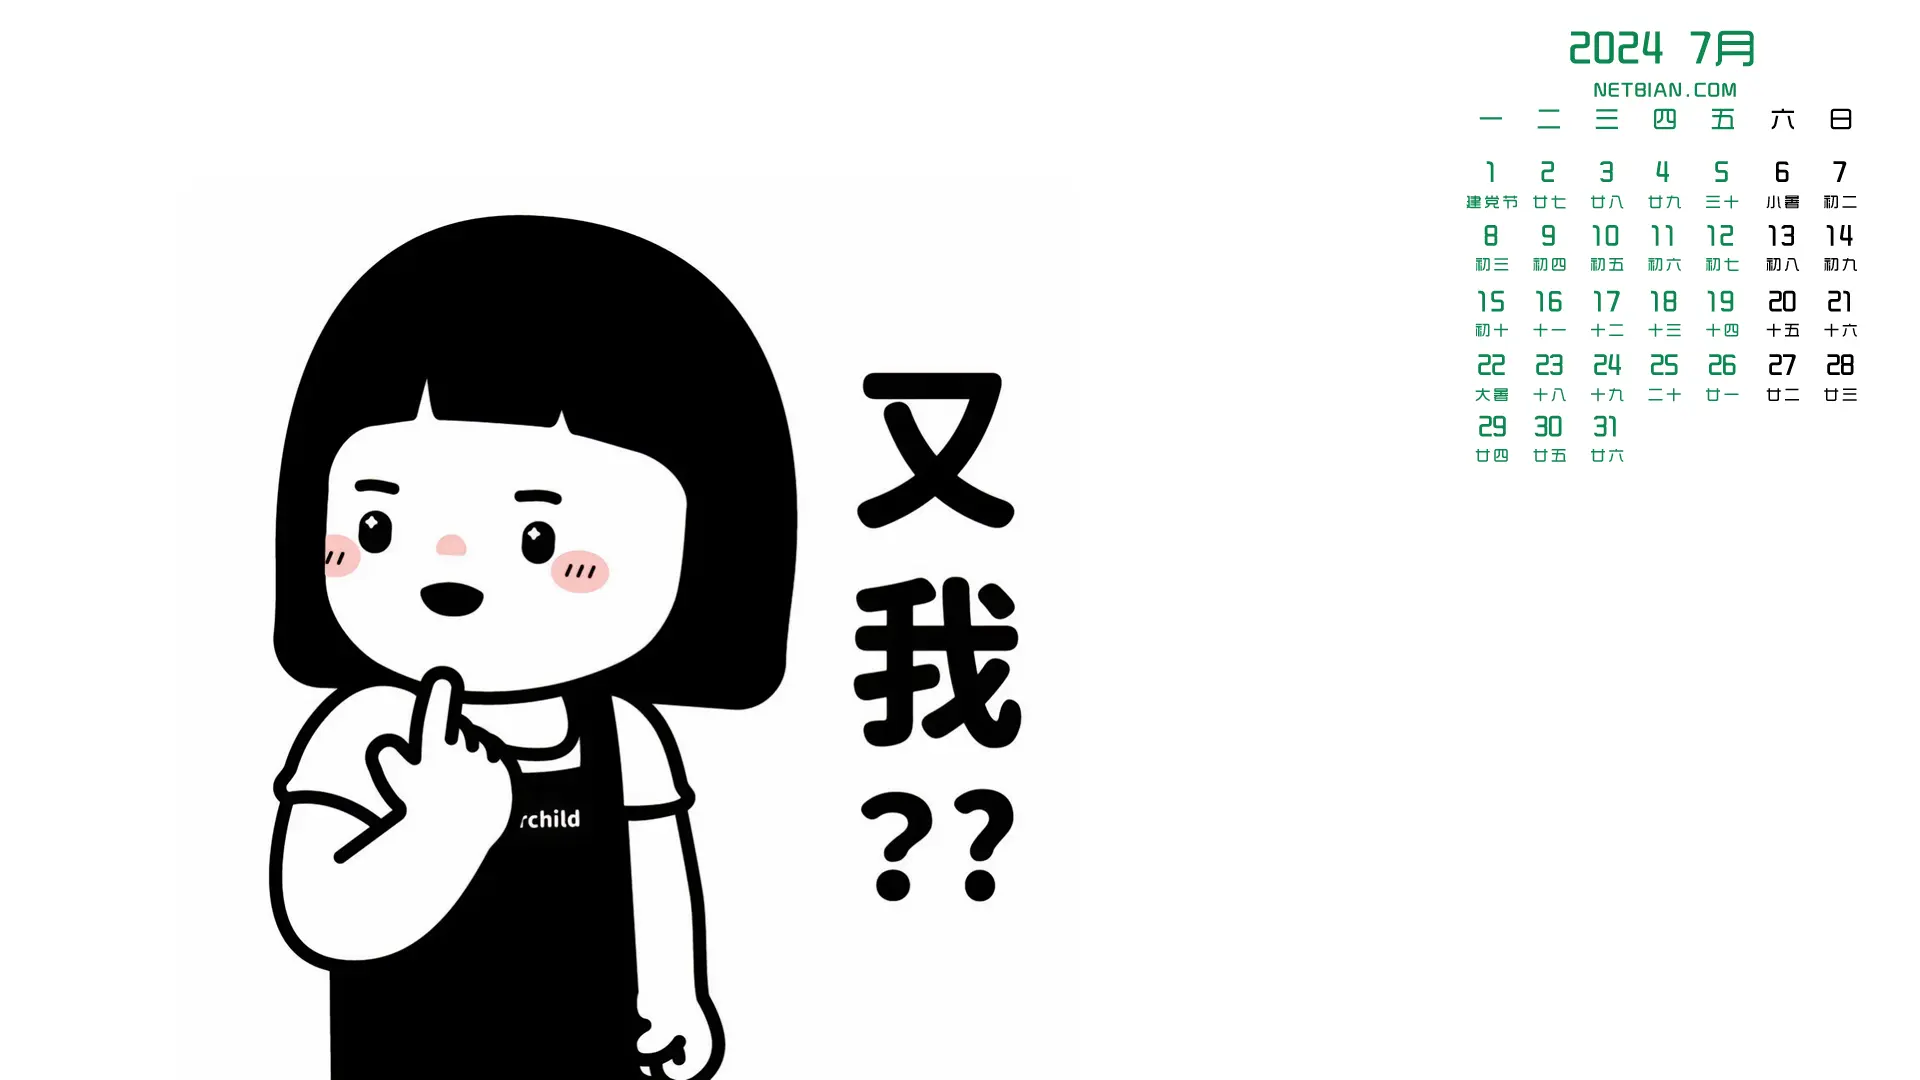 2024 7月
NETBIAN.COM
一 二 三 四 五 六 日
1 2 3 4 5 6 7
建党节 廿七 廿八 廿九 三十 小暑 初二
8 9 10 11 12 13 14
初三 初四 初五 初六 初七 初八 初九
15 16 17 18 19 20 21
初十 十一 十二 十三 十四 十五 十六
22 23 24 25 26 27 28
大暑 十八 十九 二十 廿一 廿二 廿三
29 30 31
廿四 廿五 廿六
又
我
??
rchild